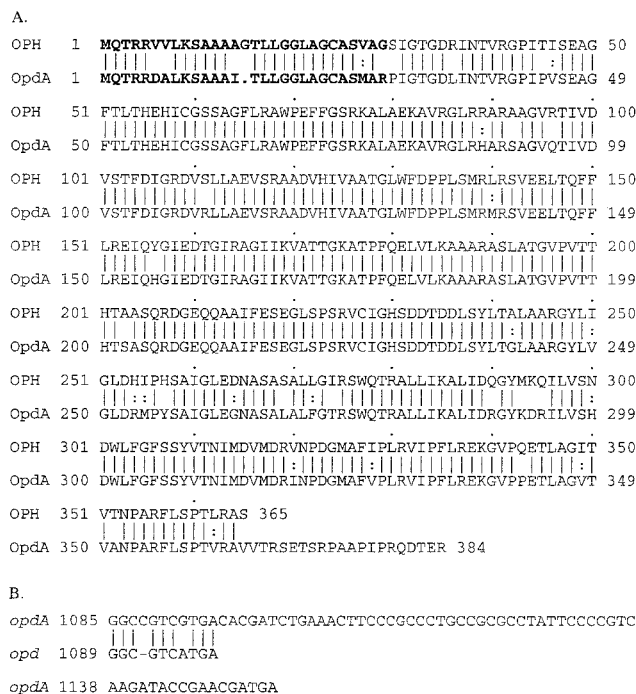 A.
OPH 1 MQTRRVVLKSAAAAGTLLGGLAGCASVAGSIGTGDRINTVRGPITISEAG 50
OpdA 1 MQTRRDALKSAAAI.TLLGGLAGCASMARPIGTGDLINTVRGPIPVSEAG 49
OPH 51 FTLTHEHICGSSAGFLRAWPEFFGSRKALAEKAVRGLRRARAAGVRTIVD 100
OpdA 50 FTLTHEHICGSSAGFLRAWPEFFGSRKALAEKAVRGLRHARSAGVQTIVD 99
OPH 101 VSTFDIGRDVSLLAEVSRAADVHIVAATGLWFDPPLSMRLRSVEELTQFF 150
OpdA 100 VSTFDIGRDVRLLAEVSRAADVHIVAATGLWFDPPLSMRMRSVEELTQFF 149
OPH 151 LREIQYGIEDTGIRAGIIKVATTGKATPFQELVLKAAARASLATGVPVTT 200
OpdA 150 LREIQHGIEDTGIRAGIIKVATTGKATPFQELVLKAAARASLATGVPVTT 199
OPH 201 HTAASQRDGEQQAAIFESEGLSPSRVCIGHSDDTDDLSYLTALAARGYLI 250
OpdA 200 HTSASQRDGEQQAAIFESEGLSPSRVCIGHSDDTDDLSYLTGLAARGYLV 249
OPH 251 GLDHIPHSAIGLEDNASASALLGIRSWQTRALLIKALIDQGYMKQILVSN 300
OpdA 250 GLDRMPYSAIGLEGNASALALFGTRSWQTRALLIKALIDRGYKDRILVSH 299
OPH 301 DWLFGFSSYVTNIMDVMDRVNPDGMAFIPLRVIPFLREKGVPQETLAGIT 350
OpdA 300 DWLFGFSSYVTNIMDVMDRINPDGMAFVPLRVIPFLREKGVPPETLAGVT 349
OPH 351 VTNPARFLSPTLRAS 365
OpdA 350 VANPARFLSPTVRAVVTRSETSRPAAPIPRQDTER 384
B.
opdA 1085 GGCCGTCGTGACACGATCTGAAACTTCCCGCCCTGCCGCGCCTATTCCCCGTC
opd 1089 GGC-GTCATGA
opdA 1138 AAGATACCGAACGATGA